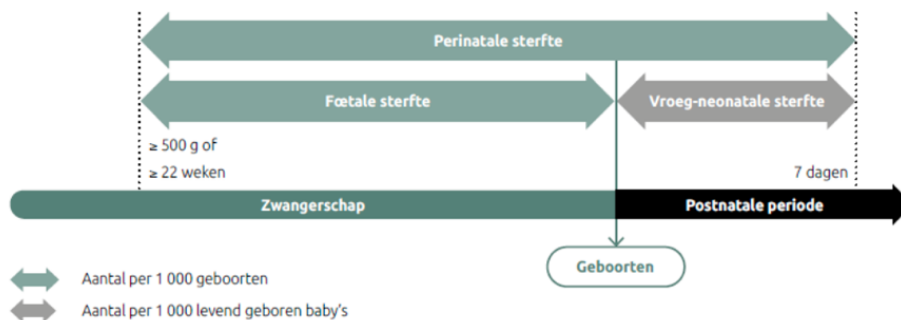 Perinatale sterfte
Fœtale sterfte
Vroeg-neonatale sterfte
≥ 500 g of
≥ 22 weken
7 dagen
Zwangerschap
Postnatale periode
Geboorten
Aantal per 1 000 geboorten
Aantal per 1 000 levend geboren baby's